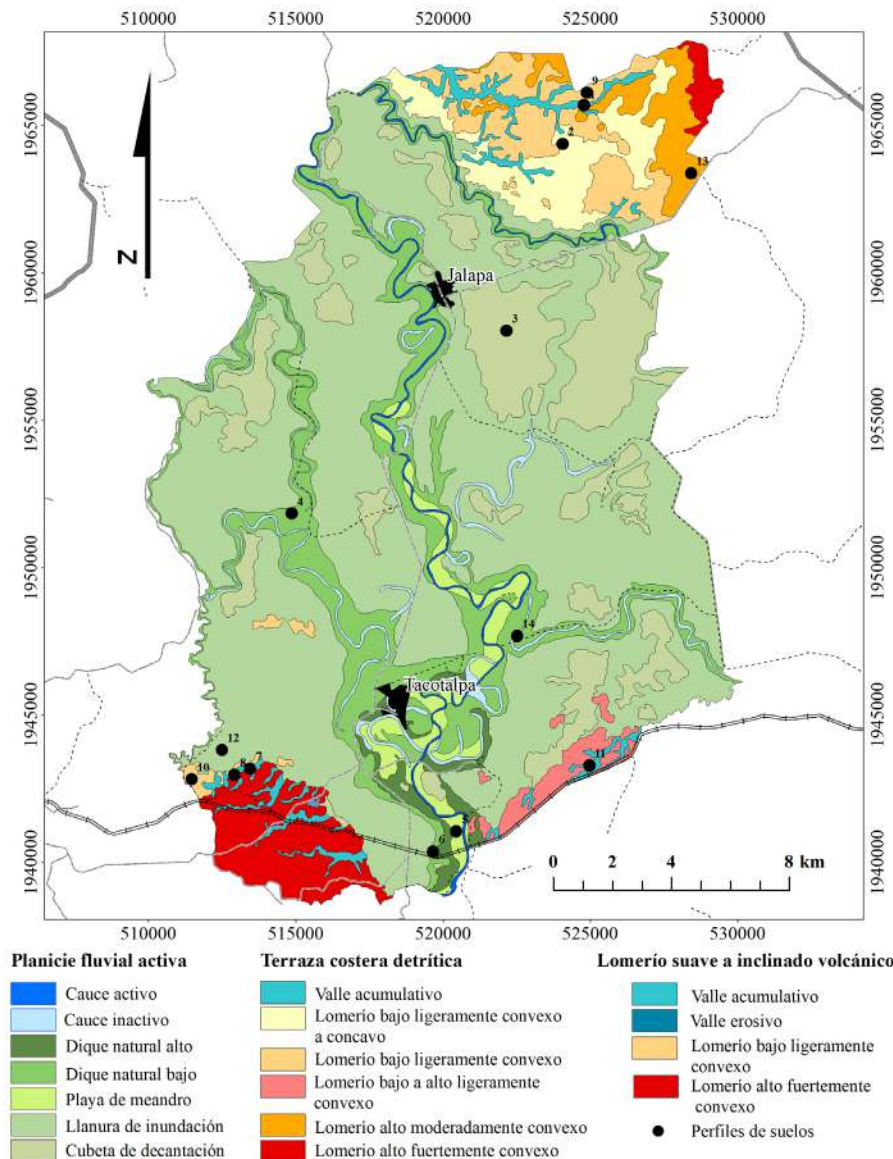 510000 515000 520000 525000 530000
1965000
1960000
1955000
1950000
1945000
1940000
1965000
1960000
1955000
1950000
1945000
1940000
N
9
2
13
Jalapa
3
4
14
Tacotalpa
12
7
8
10
11
5
6
0 2 4 8 km
510000 515000 520000 525000 530000
Planicie fluvial activa
Cauce activo
Cauce inactivo
Dique natural alto
Dique natural bajo
Playa de meandro
Llanura de inundación
Cubeta de decantación
Terraza costera detrítica
Valle acumulativo
Lomerío bajo ligeramente convexo
a concavo
Lomerío bajo ligeramente convexo
Lomerío bajo a alto ligeramente
convexo
Lomerío alto moderadamente convexo
Lomerio alto fuertemente convexo
Lomerío suave a inclinado volcánico
Valle acumulativo
Valle erosivo
Lomerío bajo ligeramente
convexo
Lomerío alto fuertemente
convexo
Perfiles de suelos